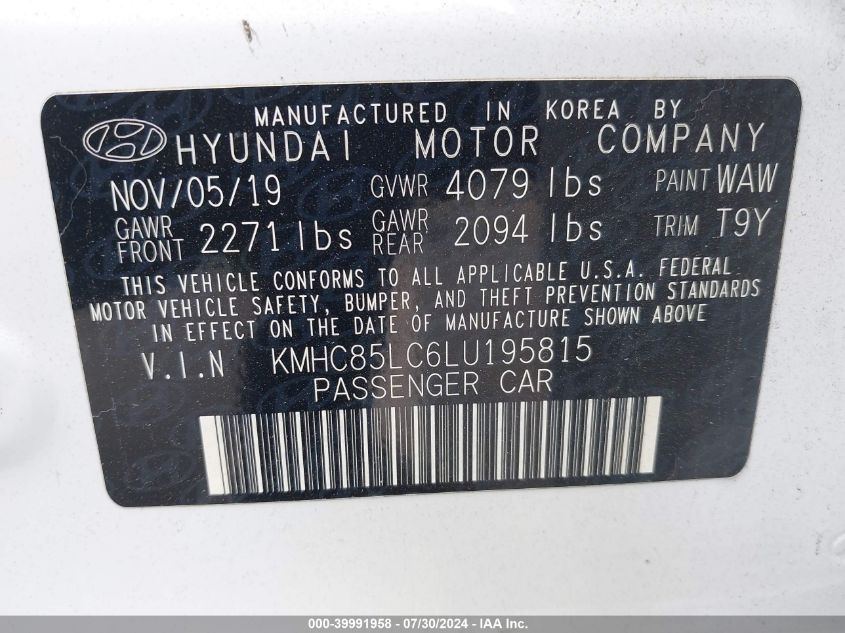 MANUFACTURED IN KOREA BY
HYUNDAI MOTOR COMPANY
NOV/05/19 GVWR 4079 lbs PAINT WAW
GAWR FRONT 2271 lbs GAWR REAR 2094 lbs TRIM T9Y
THIS VEHICLE CONFORMS TO ALL APPLICABLE U.S.A. FEDERAL
MOTOR VEHICLE SAFETY, BUMPER, AND THEFT PREVENTION STANDARDS
IN EFFECT ON THE DATE OF MANUFACTURE SHOWN ABOVE
V.I.N KMHC85LC6LU195815
PASSENGER CAR
000-39991958 - 07/30/2024 - IAA Inc.